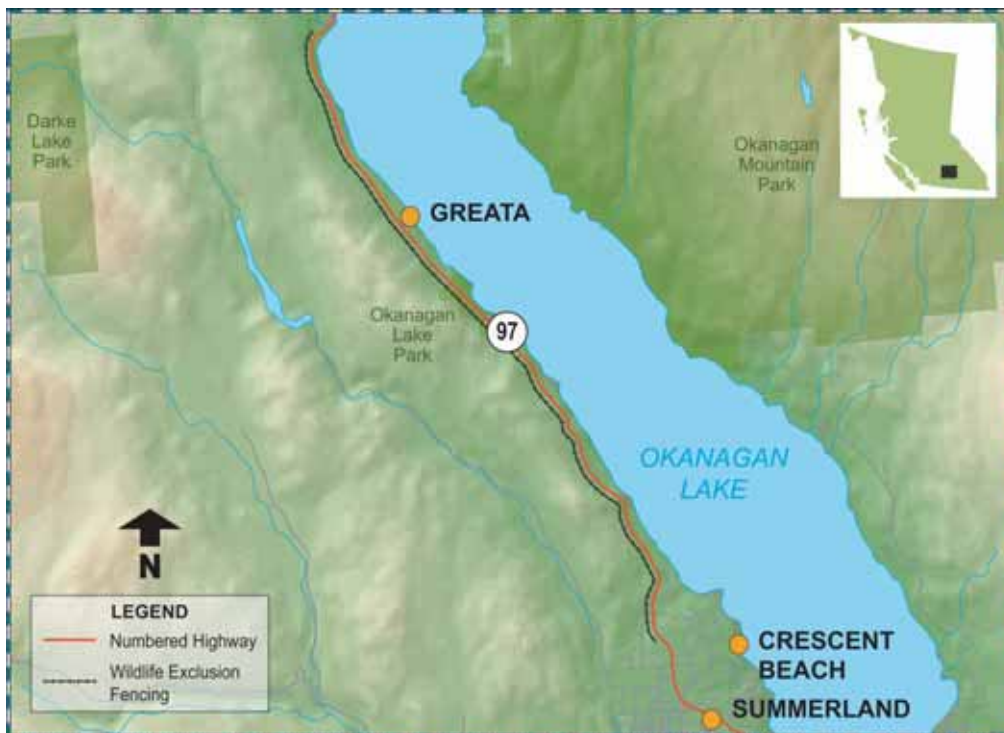 Darke
Lake
Park
Okanagan
Mountain
Park
GREATA
Okanagan
Lake
Park
97
OKANAGAN
LAKE
N
LEGEND
Numbered Highway
Wildlife Exclusion
Fencing
CRESCENT
BEACH
SUMMERLAND